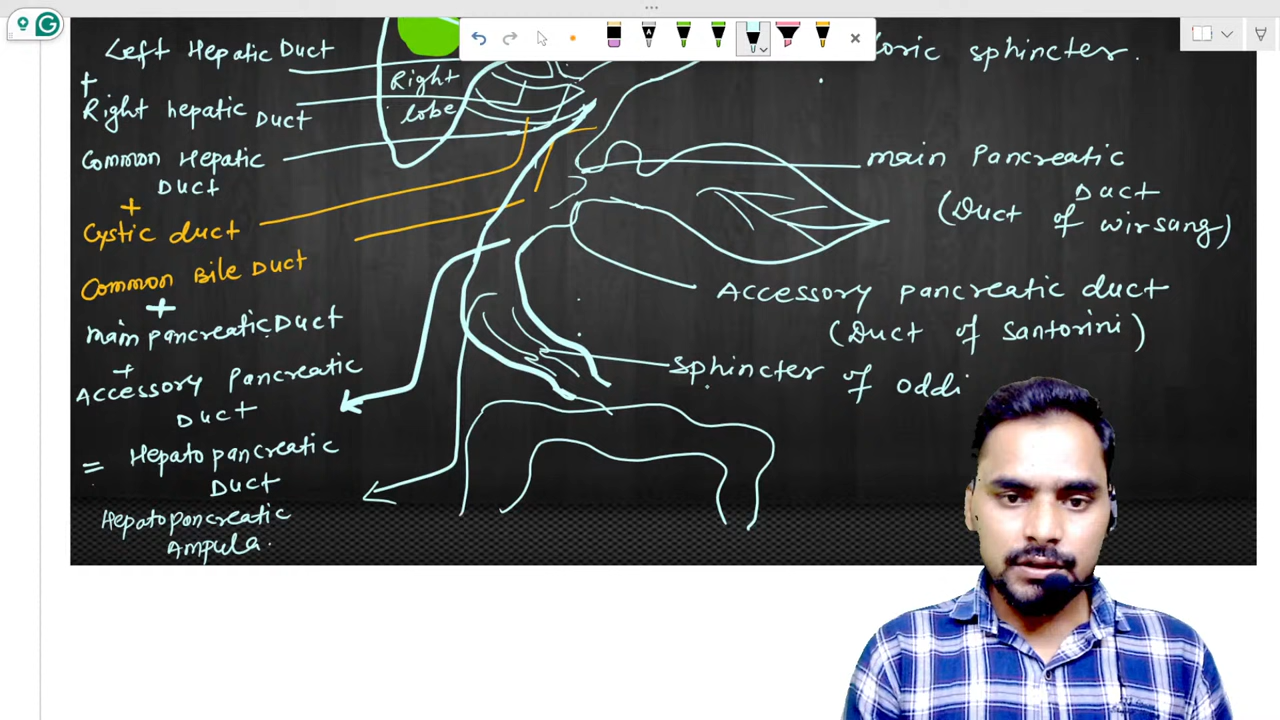 Left Hepatic Duct
+
Right hepatic Duct
Common Hepatic
Duct
+
Cystic duct
Common Bile Duct
+
main pancreatic Duct
+
Accessory Pancreatic
Duct
= Hepato pancreatic
Duct
Hepatopancreatic
Ampula.
Right
lobe
loric sphincter.
main Pancreatic
Duct
(Duct of wirsang)
Accessory pancreatic duct
(Duct of Santorini)
Sphincter of oddi